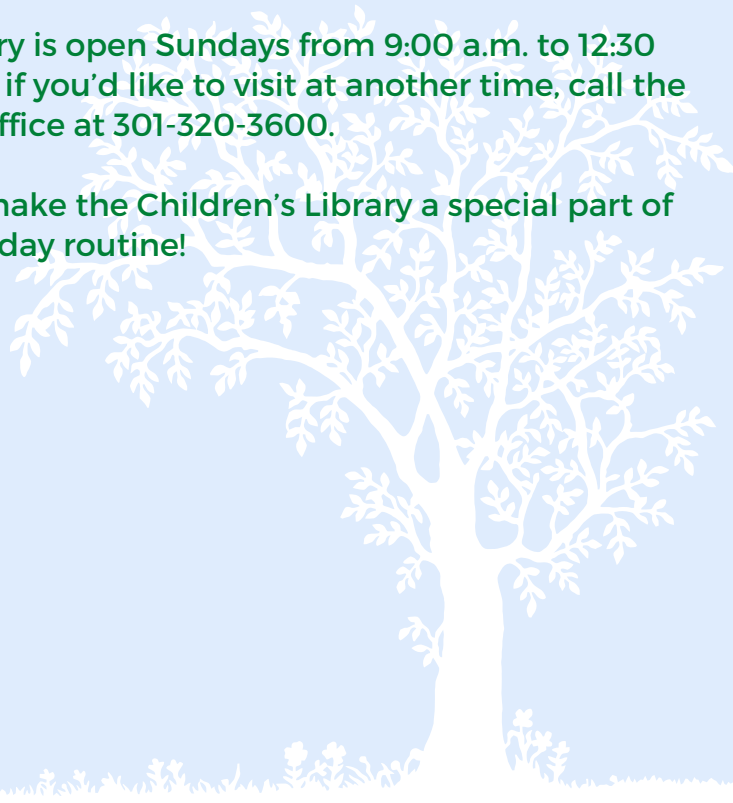 ry is open Sundays from 9:00 a.m. to 12:30
if you'd like to visit at another time, call the
ffice at 301-320-3600.
nake the Children's Library a special part of
day routine!